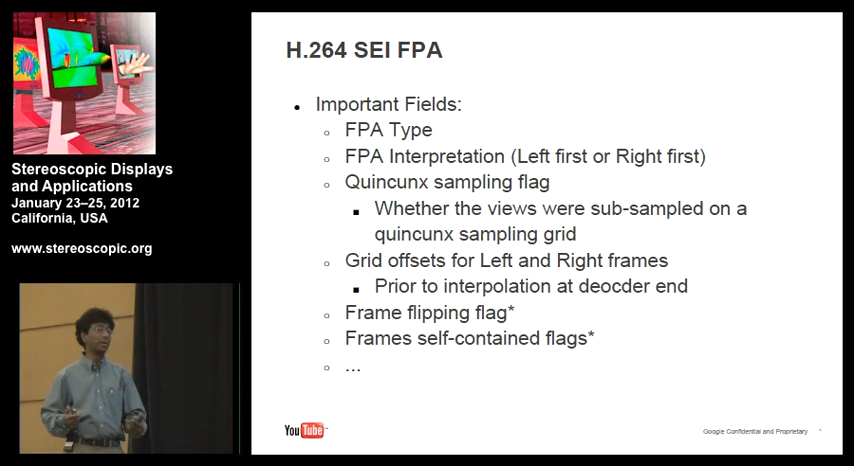 Stereoscopic Displays
and Applications
January 23–25, 2012
California, USA
www.stereoscopic.org
H.264 SEI FPA
• Important Fields:
○ FPA Type
○ FPA Interpretation (Left first or Right first)
○ Quincunx sampling flag
■ Whether the views were sub-sampled on a
quincunx sampling grid
○ Grid offsets for Left and Right frames
■ Prior to interpolation at deocder end
○ Frame flipping flag*
○ Frames self-contained flags*
○ ...
YouTube
Google Confidential and Proprietary